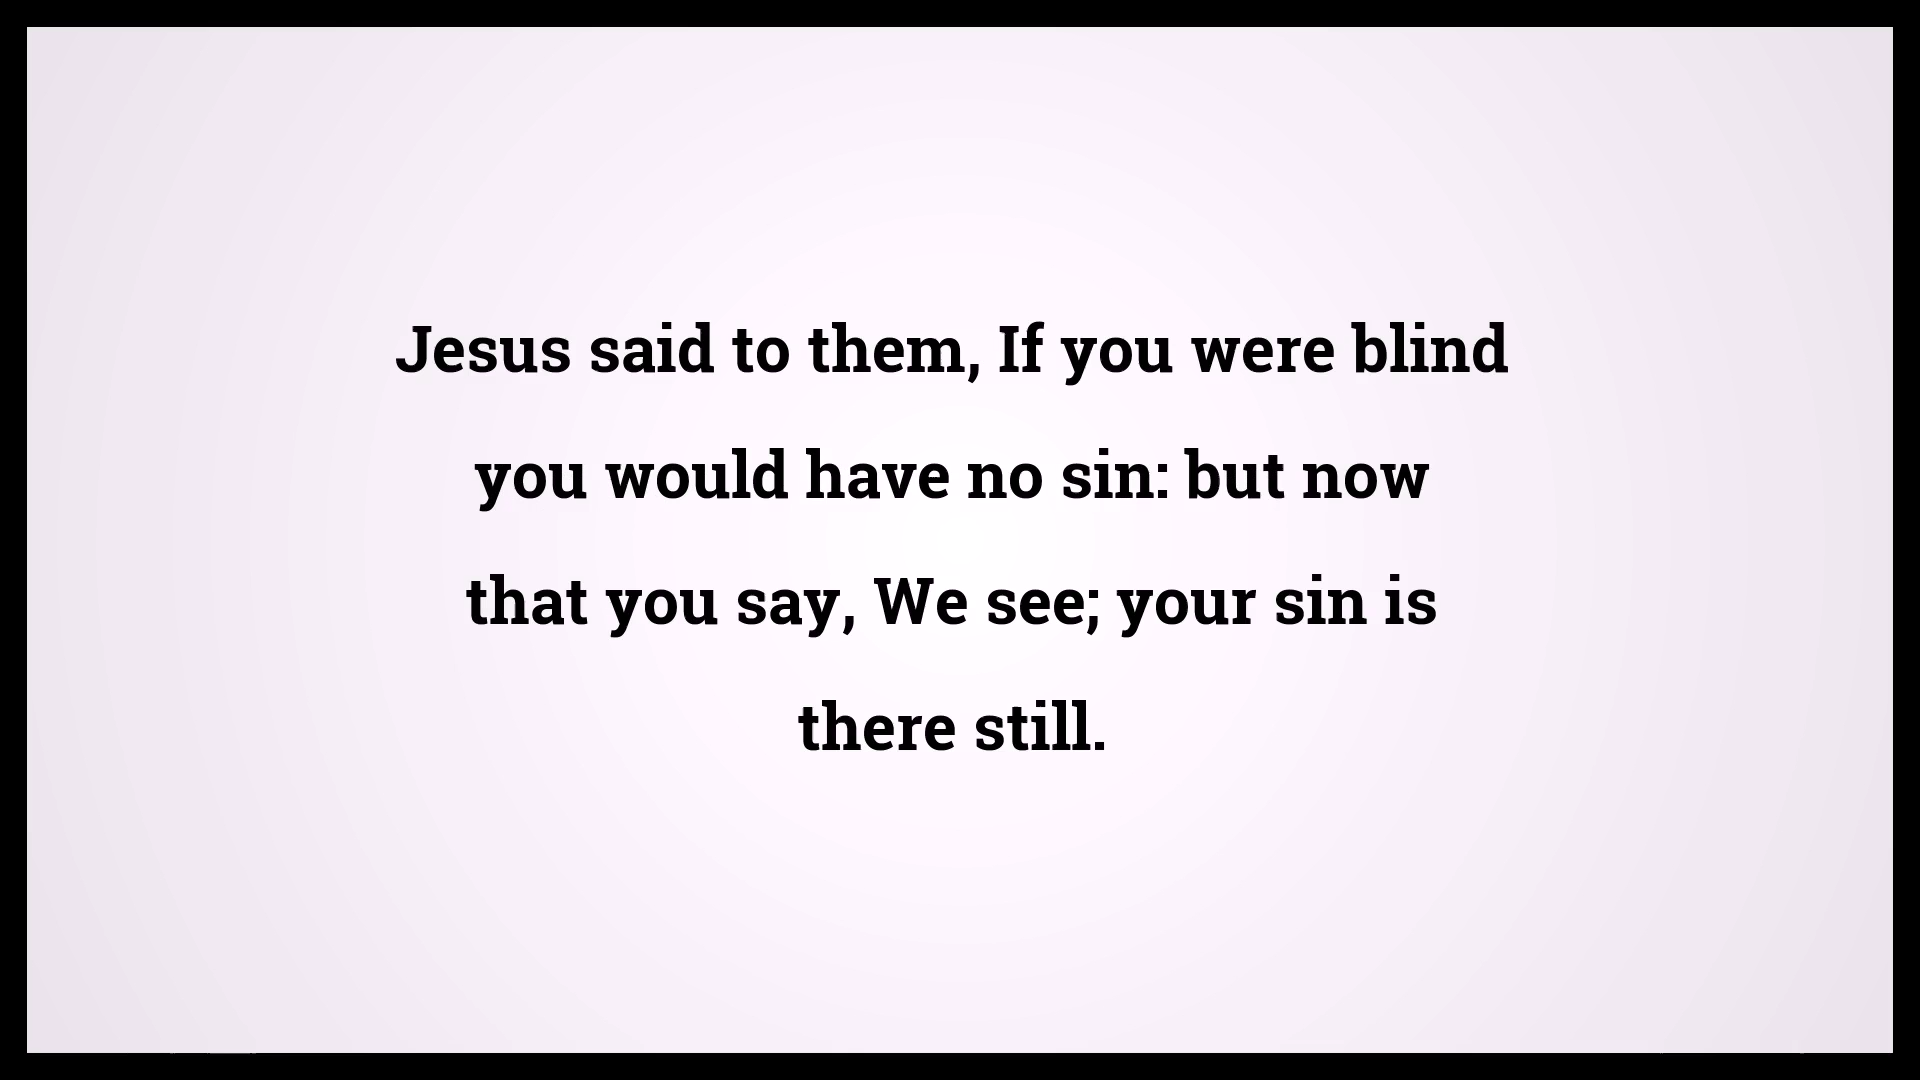 Jesus said to them, If you were blind
you would have no sin: but now
that you say, We see; your sin is
there still.